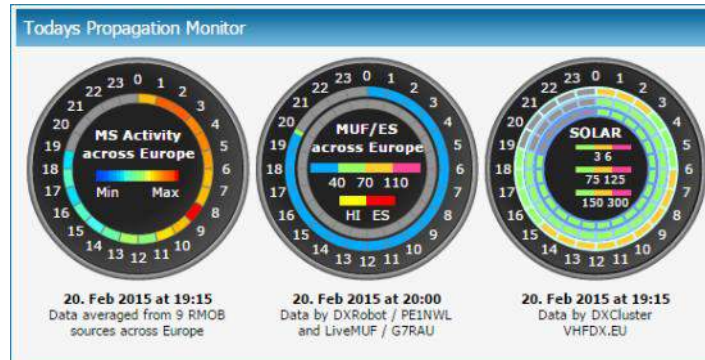 Todays Propagation Monitor
0 1 2 3 4 5 6 7 8 9 10 11 12 13 14 15 16 17 18 19 20 21 22 23
MS Activity
across Europe
Min Max
20. Feb 2015 at 19:15
Data averaged from 9 RMOB
sources across Europe
0 1 2 3 4 5 6 7 8 9 10 11 12 13 14 15 16 17 18 19 20 21 22 23
MUF/ES
across Europe
40 70 110
HI ES
20. Feb 2015 at 20:00
Data by DXRobot / PE1NWL
and LiveMUF / G7RAU
0 1 2 3 4 5 6 7 8 9 10 11 12 13 14 15 16 17 18 19 20 21 22 23
SOLAR
3 6
75 125
150 300
20. Feb 2015 at 19:15
Data by DXCluster
VHFDX.EU